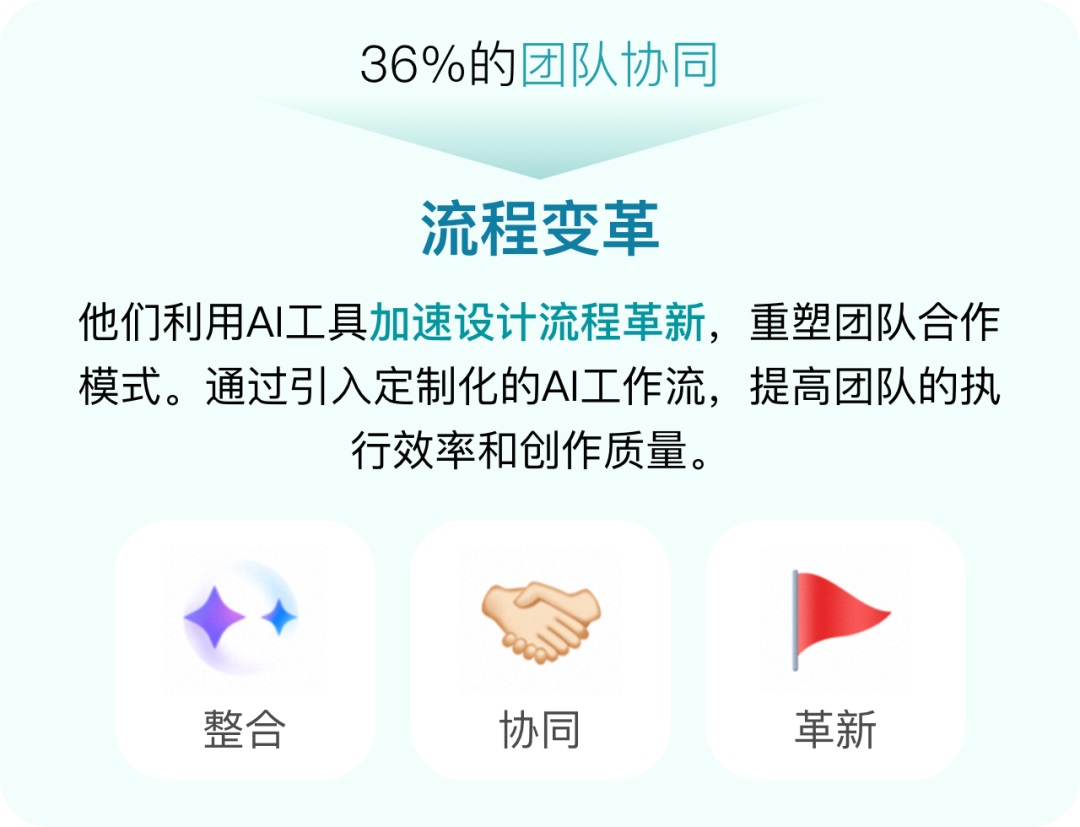 36%的团队协同
流程变革
他们利用AI工具加速设计流程革新，重塑团队合作
模式。通过引入定制化的AI工作流，提高团队的执
行效率和创作质量。
整合
协同
革新